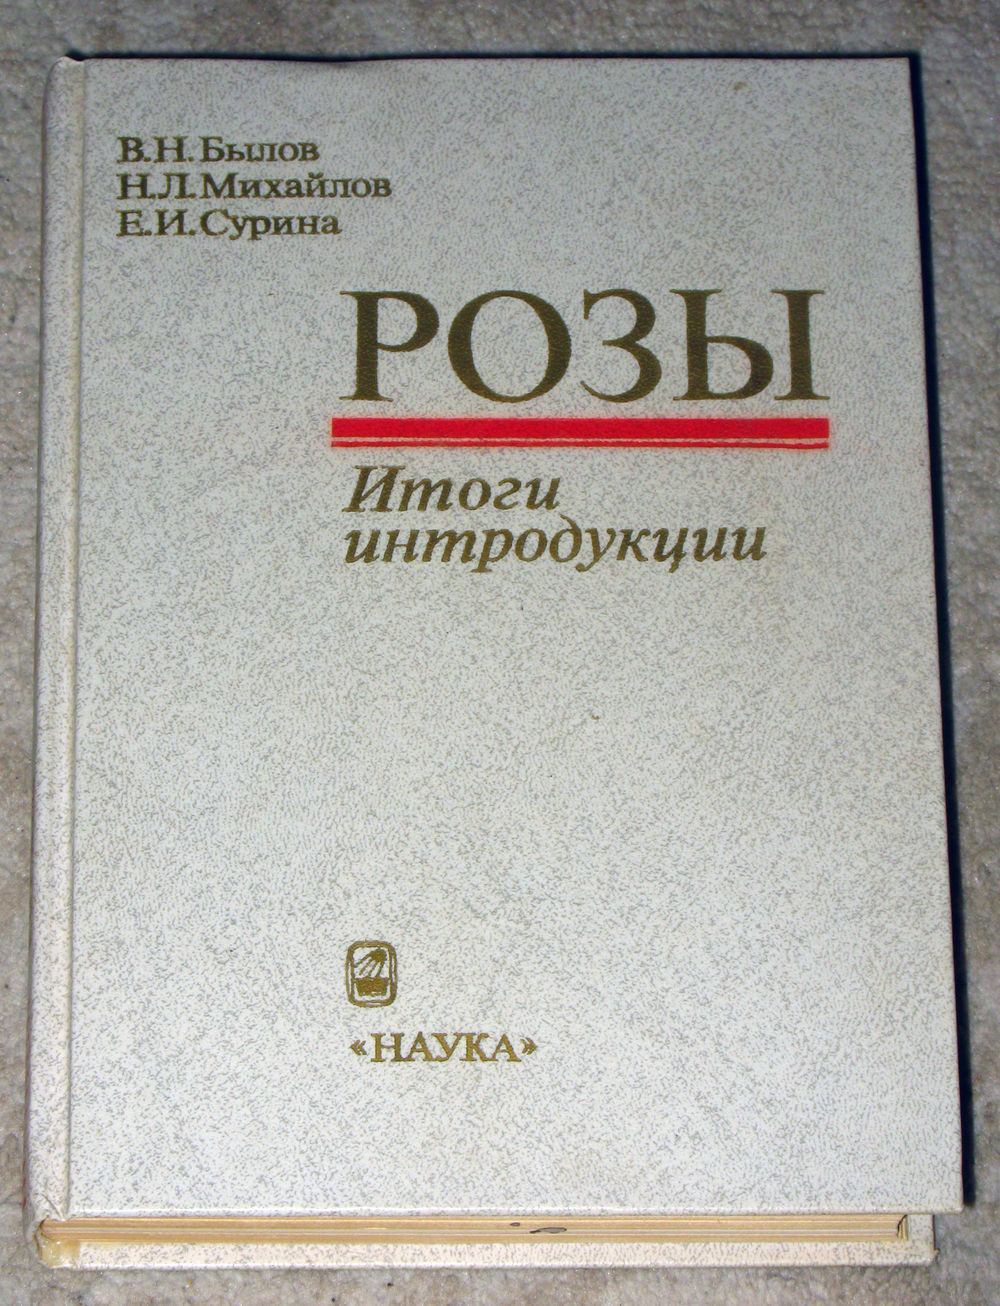 В.Н.Былов
Н.Л.Михайлов
Е.И.Сурина
РОЗЫ
Итоги
интродукции
«НАУКА»